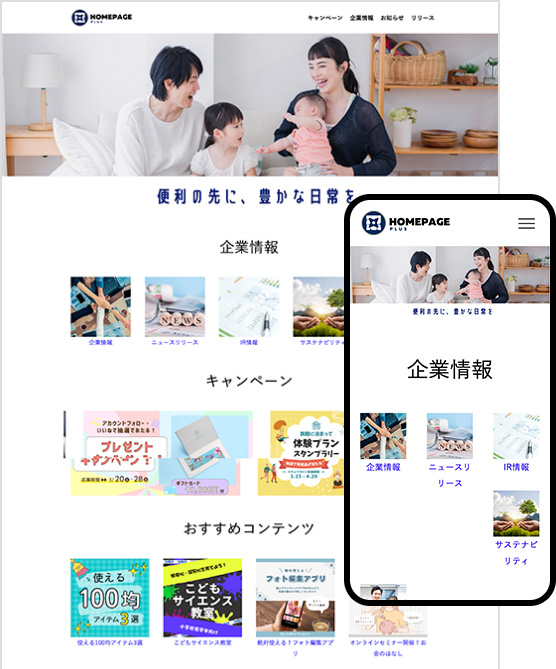 HOMEPAGE
PLUS
キャンペーン 企業情報 お知らせ リリース
便利の先に、豊かな日常を
企業情報
企業情報
ニュースリリース
IR情報
サステナビリティ
NEWS
キャンペーン
アカウントフォロー・
いいねで抽選であたる!
プレゼント
キャンペーン
応募期間 3/20 - 28
ギフトカード
旅館に泊まって
体験プラン
スタンプラリー
3.15 - 4.20
おすすめコンテンツ
使える
100均
アイテム3選
使える100均アイテム3選
こども
サイエンス
教室
こどもサイエンス教室
フォト編集アプリ
絶対使える!フォト編集アプ
リ
オンラインセミナー開催!お
会のはなし
HOMEPAGE
PLUS
便利の先に、豊かな日常を
企業情報
企業情報
ニュースリ
リース
IR情報
NEWS
サステナビ
リティ